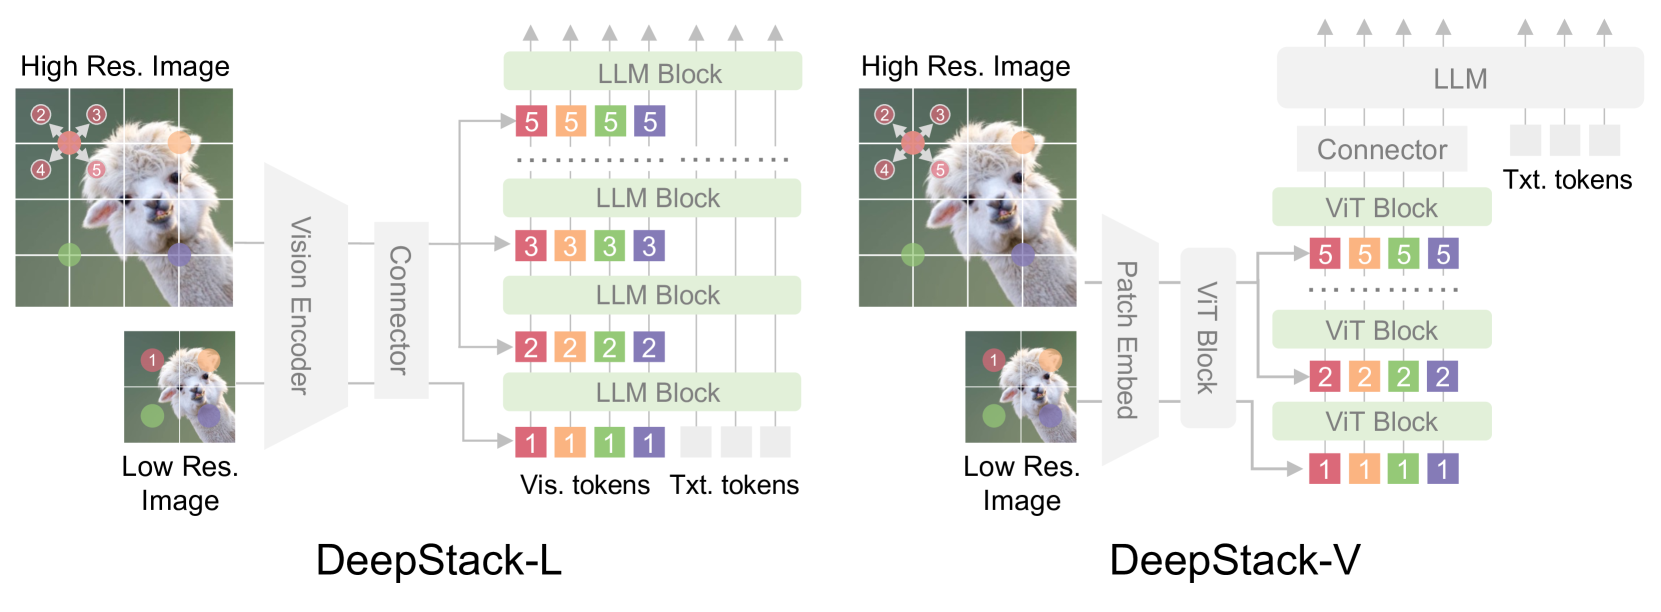 High Res. Image
2 3
4 5
1
Low Res.
Image
Vision Encoder
Connector
LLM Block
5 5 5 5
LLM Block
3 3 3 3
LLM Block
2 2 2 2
LLM Block
1 1 1 1
Vis. tokens Txt. tokens
DeepStack-L
High Res. Image
2 3
4 5
1
Low Res.
Image
Patch Embed
ViT Block
LLM
Connector
Txt. tokens
ViT Block
5 5 5 5
ViT Block
2 2 2 2
ViT Block
1 1 1 1
DeepStack-V